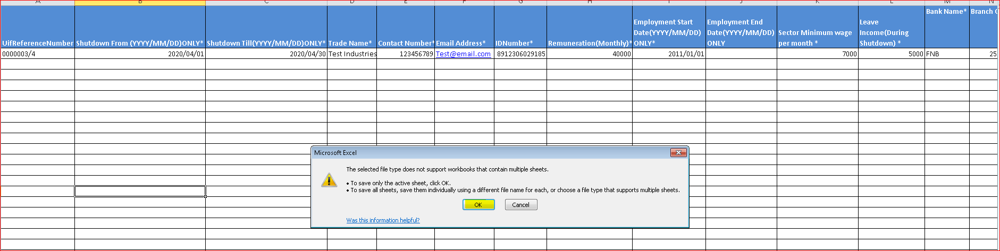 A B C D E F G H I J K L M N
Bank Name* Branch C
Employment Start Employment End Leave
Date(YYYY/MM/DD) Date(YYYY/MM/DD) Sector Minimum wage Income(During
UifReferenceNumber Shutdown From (YYYY/MM/DD)ONLY* Shutdown Till(YYYY/MM/DD)ONLY* Trade Name* Contact Number* Email Address* IDNumber* Remuneration(Monthly)* ONLY* ONLY per month * Shutdown) *
0000003/4 2020/04/01 2020/04/30 Test Industries 123456789 Test@email.com 8912306029185 40000 2011/01/01 7000 5000 FNB 25
Microsoft Excel
The selected file type does not support workbooks that contain multiple sheets.
• To save only the active sheet, click OK.
• To save all sheets, save them individually using a different file name for each, or choose a file type that supports multiple sheets.
OK Cancel
Was this information helpful?